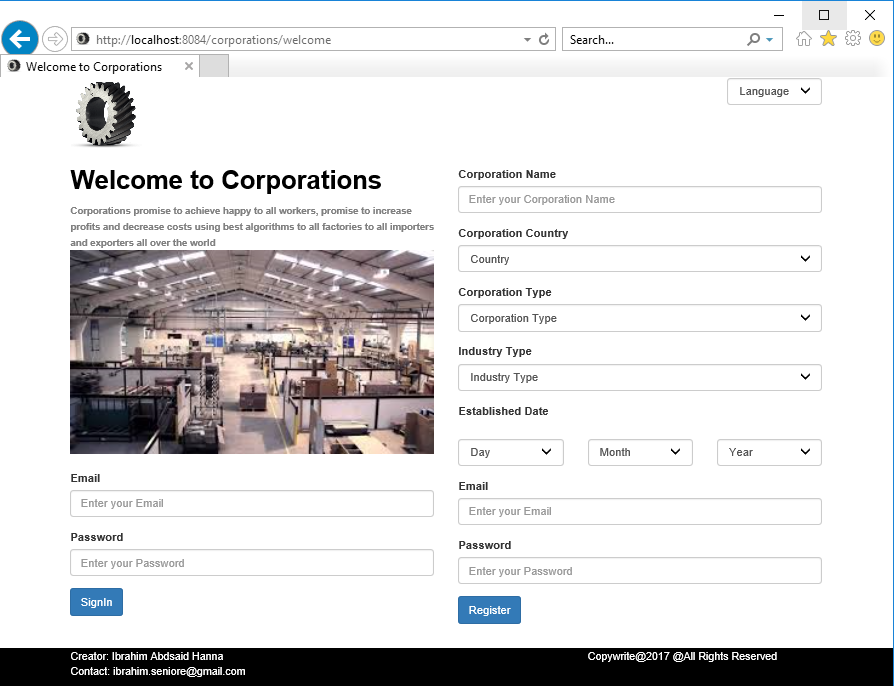 http://localhost:8084/corporations/welcome
Search...
Welcome to Corporations
Language
Welcome to Corporations
Corporations promise to achieve happy to all workers, promise to increase
profits and decrease costs using best algorithms to all factories to all importers
and exporters all over the world
Email
Enter your Email
Password
Enter your Password
SignIn
Corporation Name
Enter your Corporation Name
Corporation Country
Country
Corporation Type
Corporation Type
Industry Type
Industry Type
Established Date
Day Month Year
Email
Enter your Email
Password
Enter your Password
Register
Creator: Ibrahim Abdsaid Hanna
Contact: ibrahim.seniore@gmail.com
Copywrite@2017 @All Rights Reserved